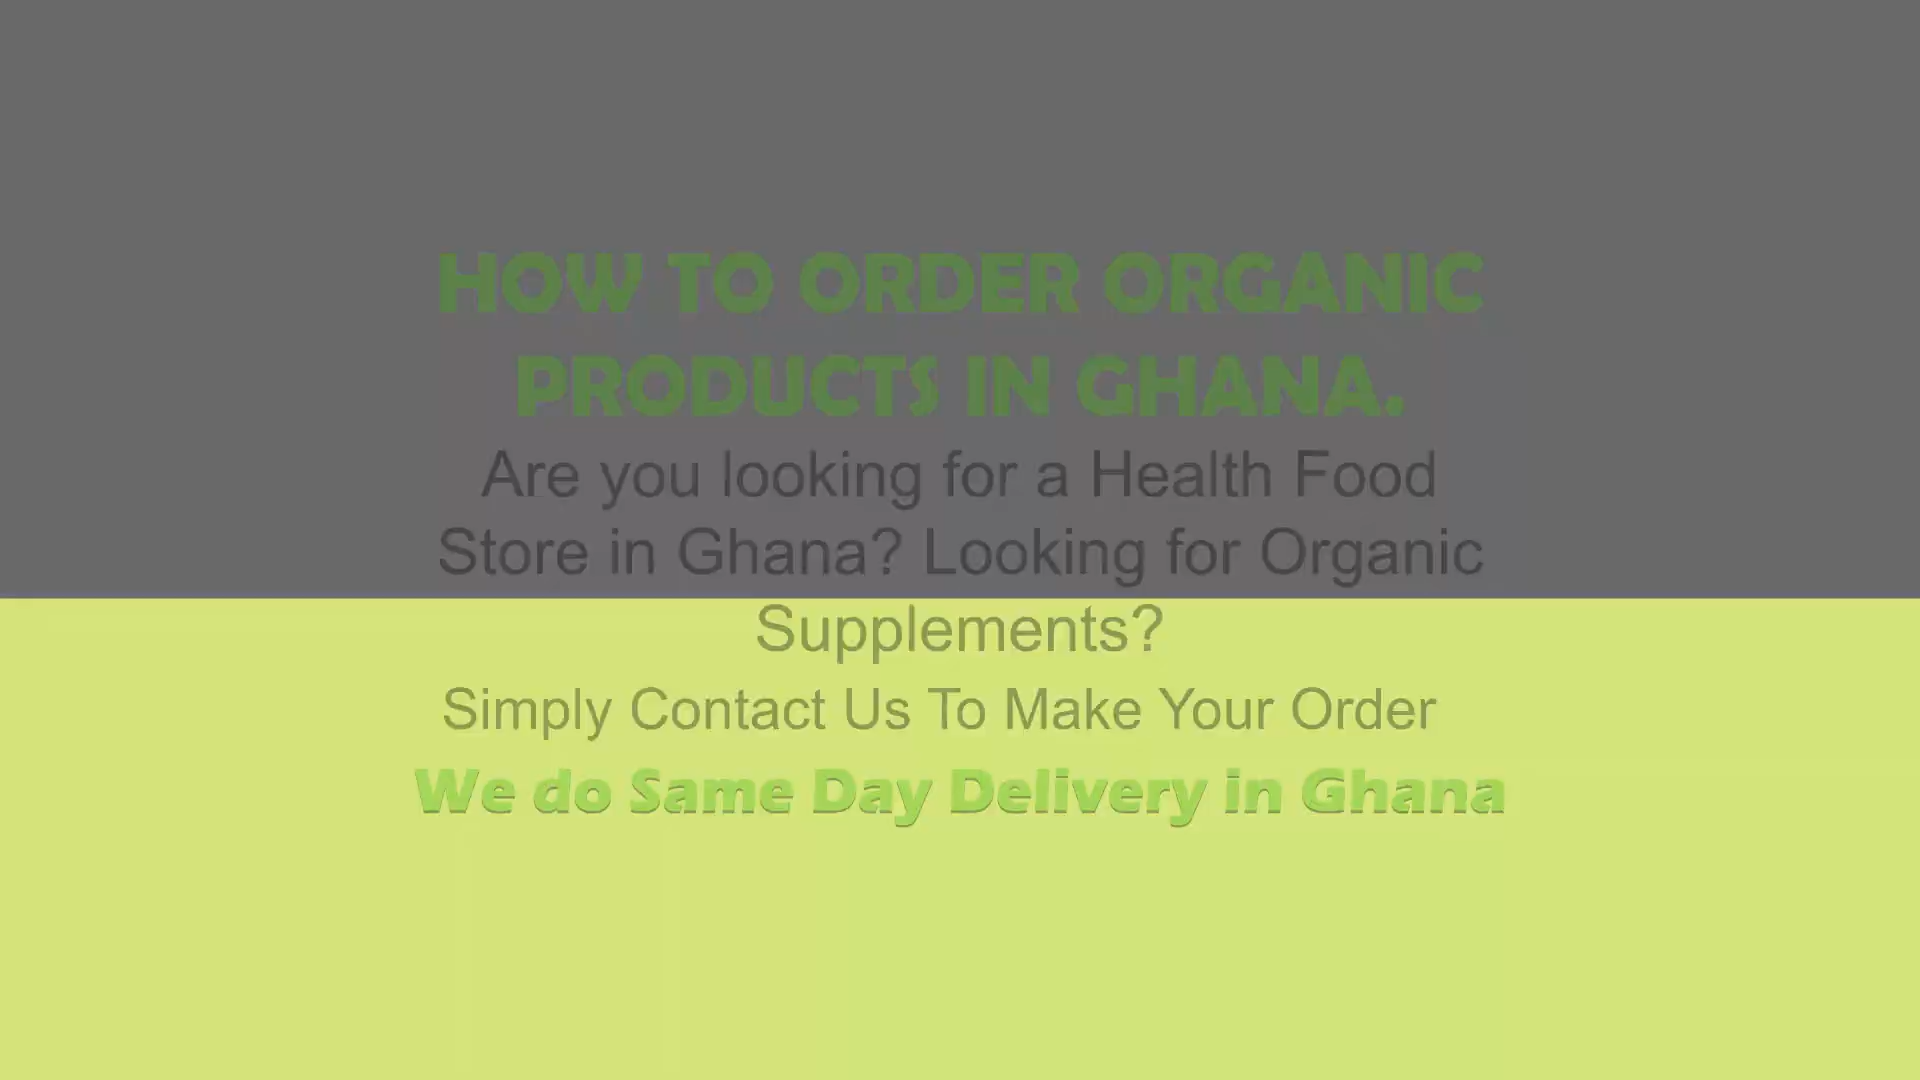 HOW TO ORDER ORGANIC
PRODUCTS IN GHANA.
Are you looking for a Health Food
Store in Ghana? Looking for Organic
Supplements?
Simply Contact Us To Make Your Order
We do Same Day Delivery in Ghana